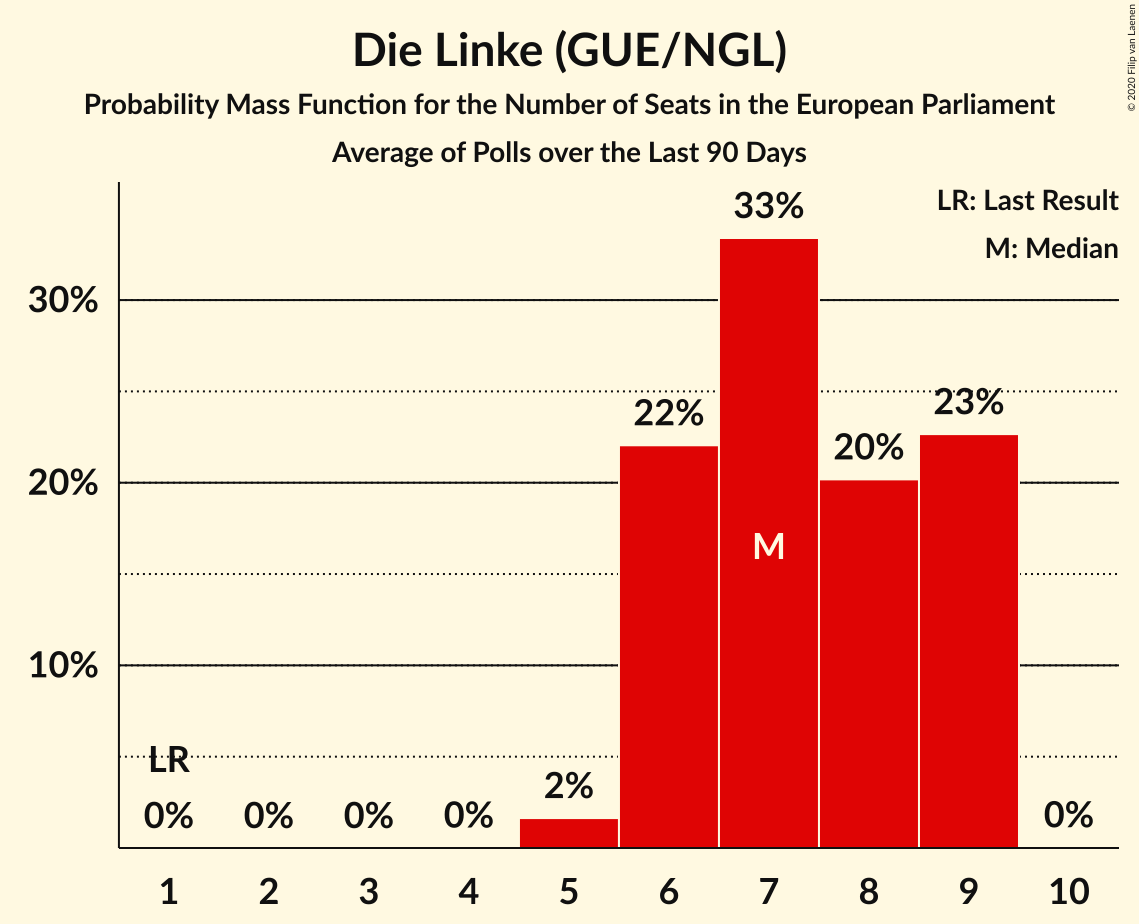 Die Linke (GUE/NGL)
Probability Mass Function for the Number of Seats in the European Parliament
Average of Polls over the Last 90 Days
© 2020 Filip van Laenen
LR: Last Result
M: Median
30%
20%
10%
LR
0%
0%
0%
0%
2%
22%
33%
M
20%
23%
0%
1 2 3 4 5 6 7 8 9 10